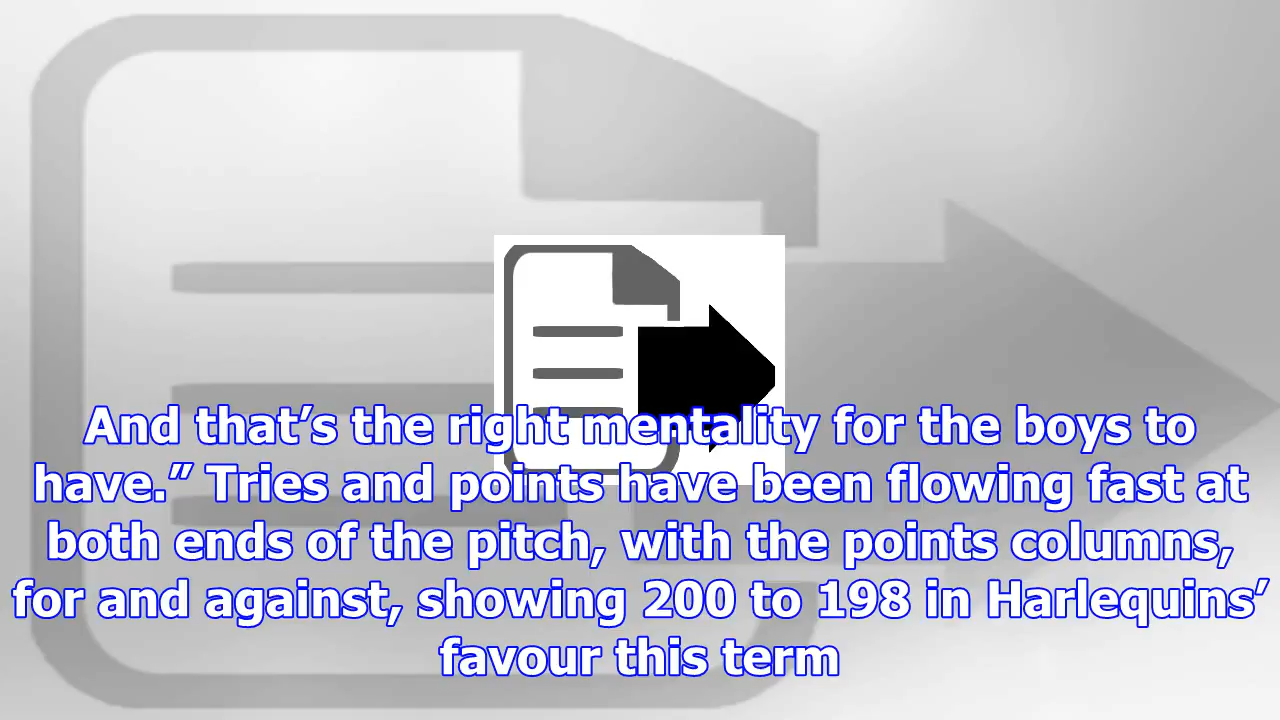 And that’s the right mentality for the boys to
have.” Tries and points have been flowing fast at
both ends of the pitch, with the points columns,
for and against, showing 200 to 198 in Harlequins’
favour this term